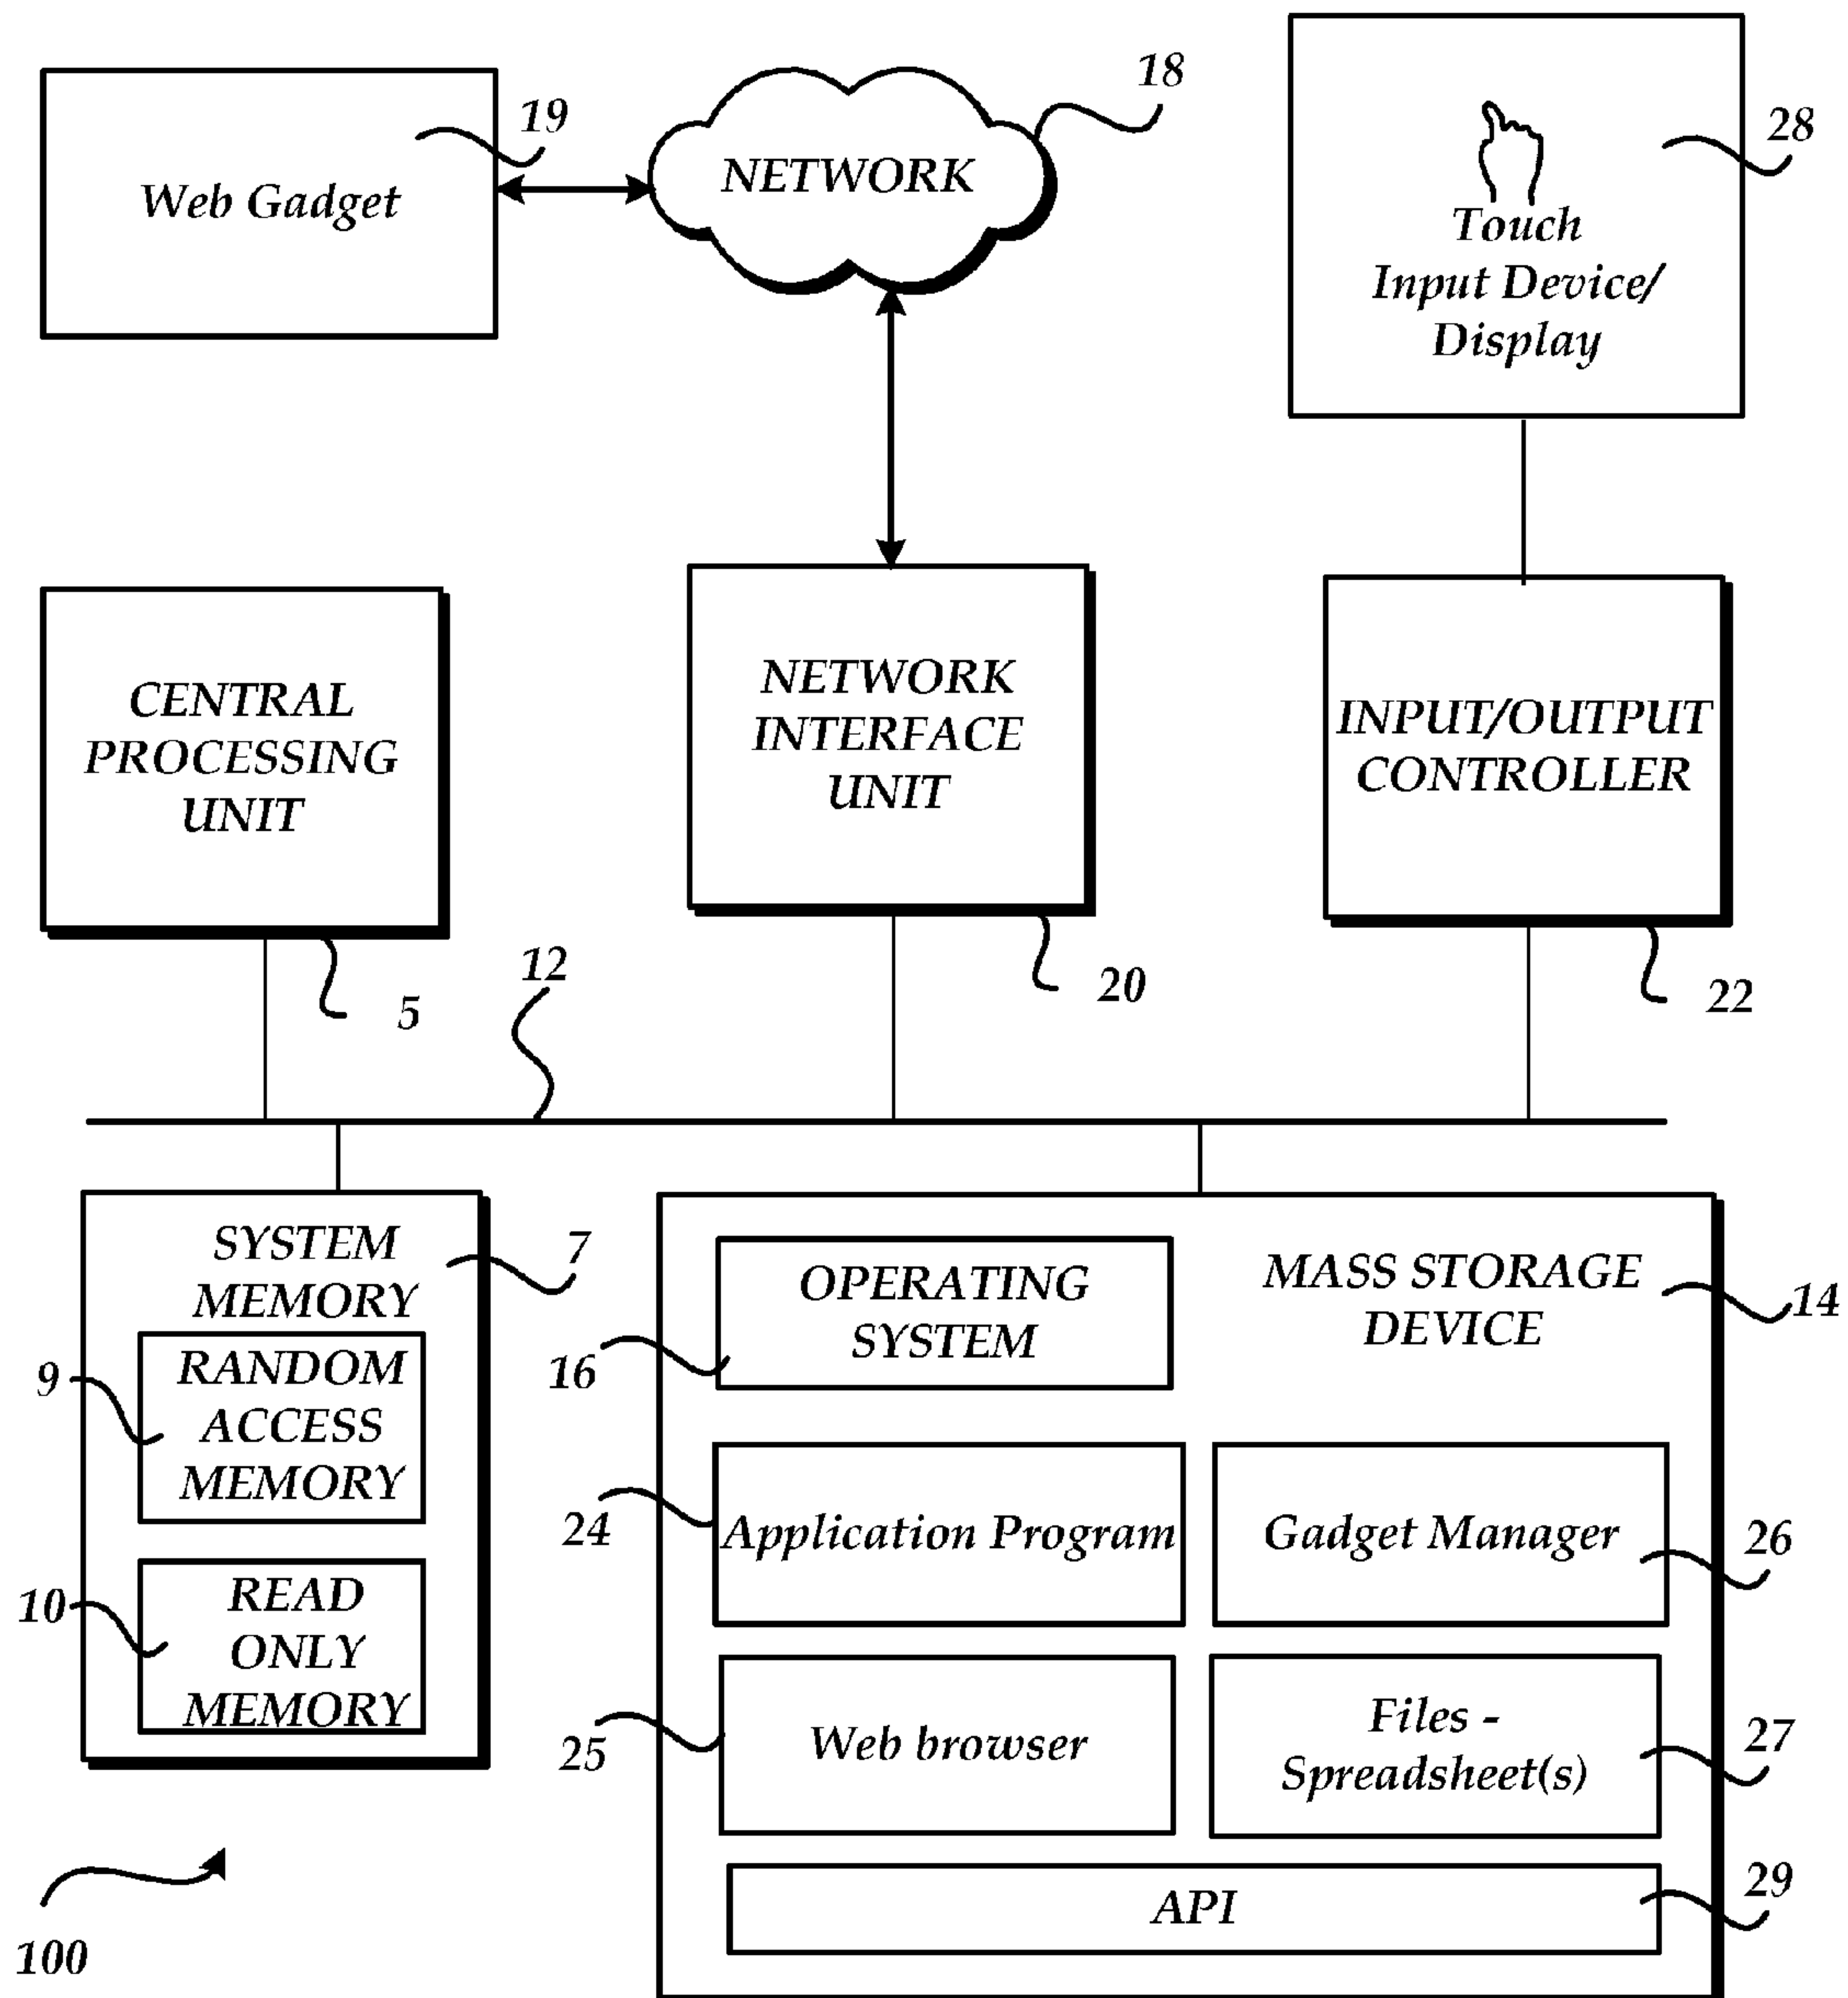 18
19
28
Web Gadget
NETWORK
Touch
Input Device/
Display
CENTRAL
PROCESSING
UNIT
NETWORK
INTERFACE
UNIT
INPUT/OUTPUT
CONTROLLER
5
12
20
22
SYSTEM
MEMORY
7
RANDOM
ACCESS
MEMORY
9
READ
ONLY
MEMORY
10
OPERATING
SYSTEM
16
MASS STORAGE
DEVICE
14
Application Program
24
Gadget Manager
26
Web browser
25
Files -
Spreadsheet(s)
27
API
29
100